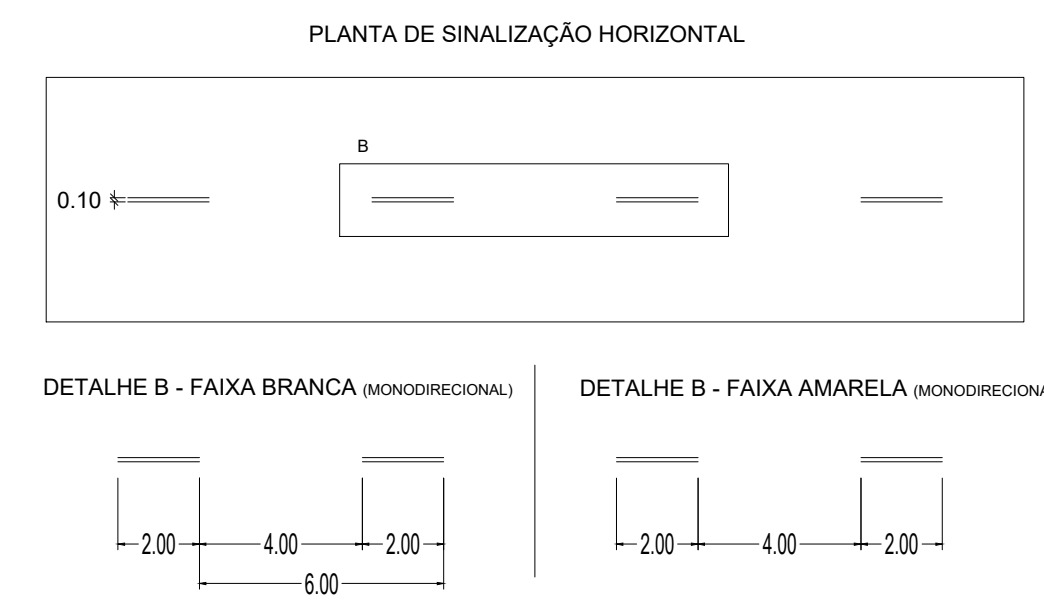 PLANTA DE SINALIZAÇÃO HORIZONTAL
B
0.10
DETALHE B - FAIXA BRANCA (MONODIRECIONAL)
DETALHE B - FAIXA AMARELA (MONODIRECIONA
2.00 4.00 2.00
6.00
2.00 4.00 2.00